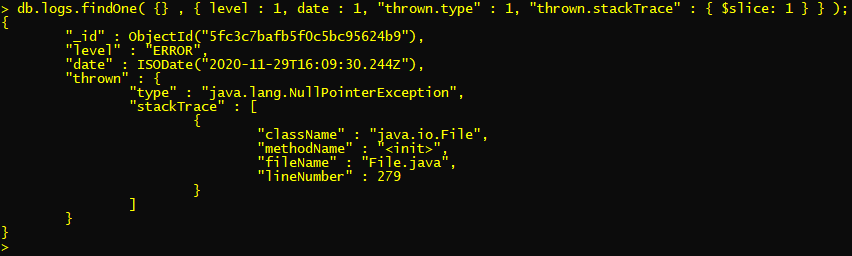 > db.logs.findOne( {} , { level : 1, date : 1, "thrown.type" : 1, "thrown.stackTrace" : { $slice: 1 } } );
{
        "_id" : ObjectId("5fc3c7bafb5f0c5bc95624b9"),
        "level" : "ERROR",
        "date" : ISODate("2020-11-29T16:09:30.244Z"),
        "thrown" : {
                "type" : "java.lang.NullPointerException",
                "stackTrace" : [
                        {
                                "className" : "java.io.File",
                                "methodName" : "<init>",
                                "fileName" : "File.java",
                                "lineNumber" : 279
                        }
                ]
        }
}
>